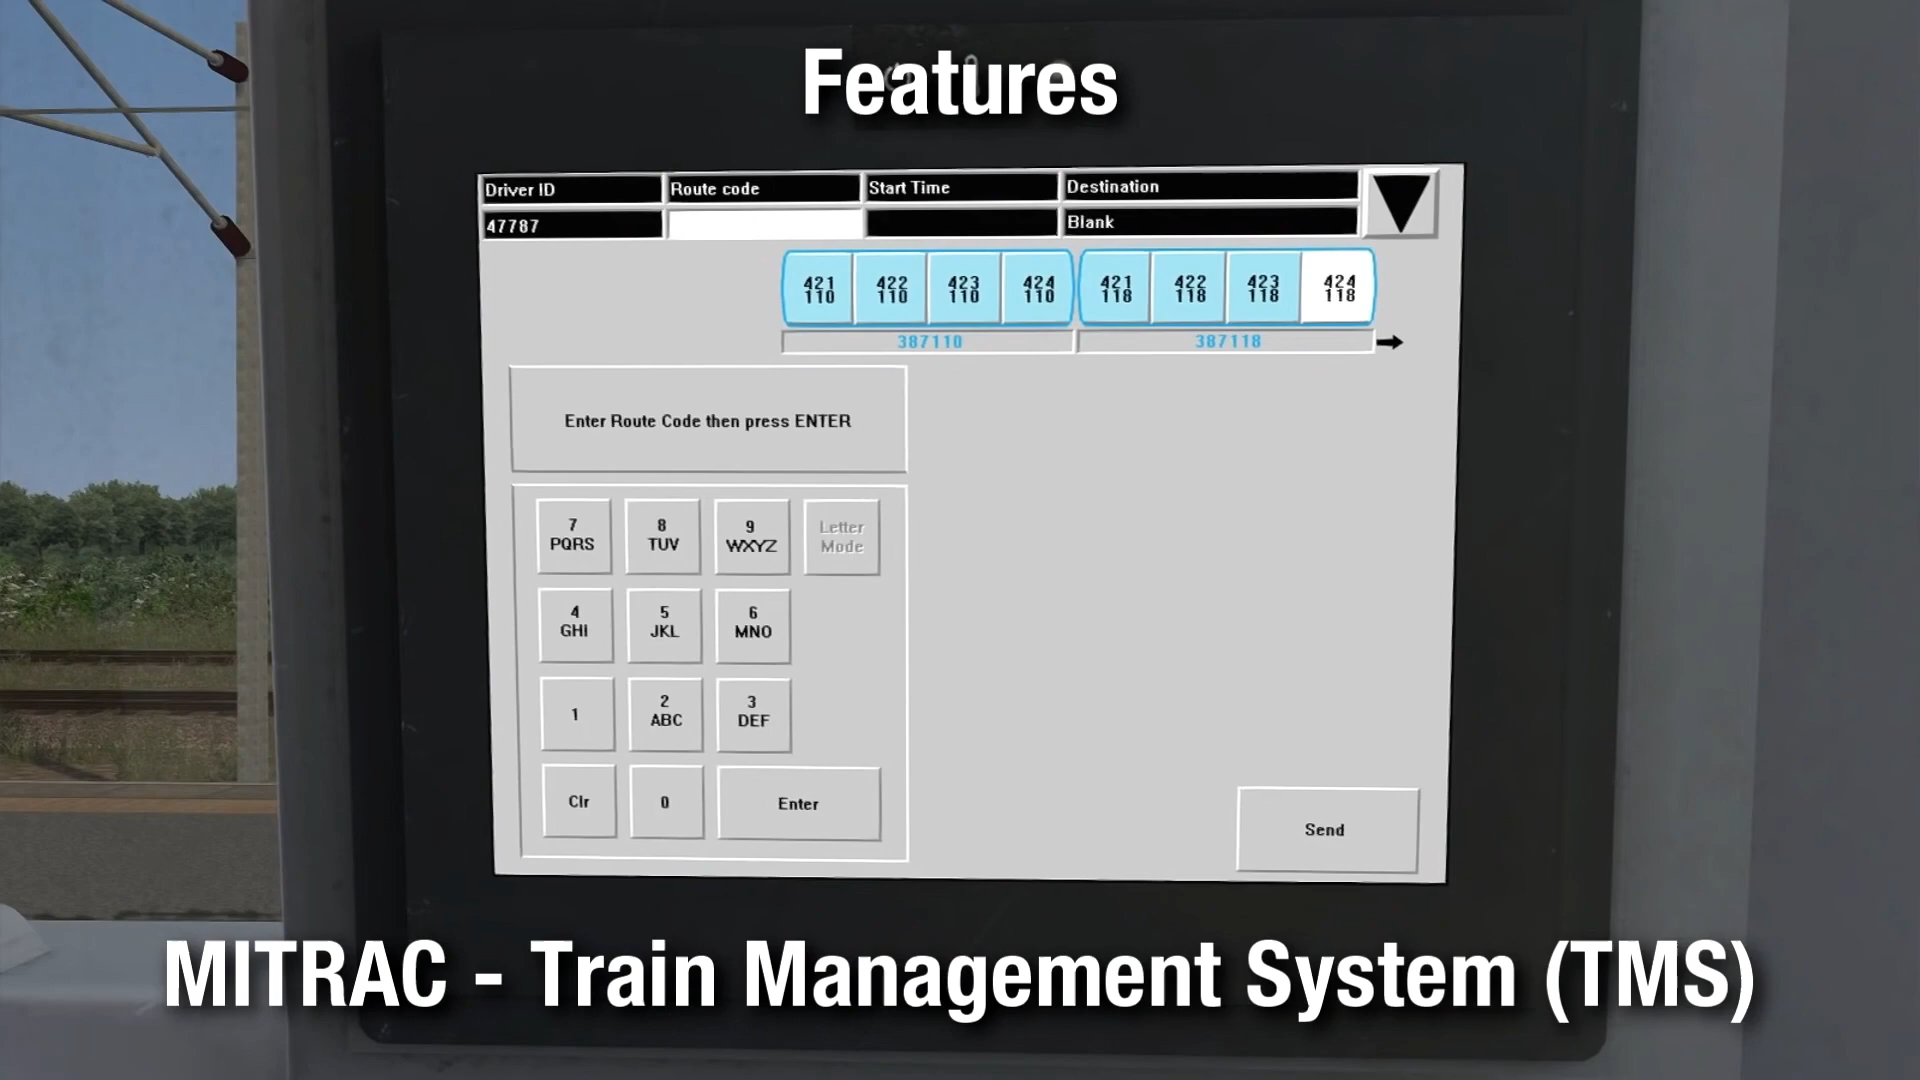 Features
Driver ID Route code Start Time Destination
47787 Blank
421 422 423 424 421 422 423 424
110 110 110 110 118 118 118 118
387110 387118
Enter Route Code then press ENTER
7 8 9 Letter
PQRS TUV WXYZ Mode
4 5 6
GHI JKL MNO
1 2 3
ABC DEF
Clr 0 Enter
Send
MITRAC - Train Management System (TMS)